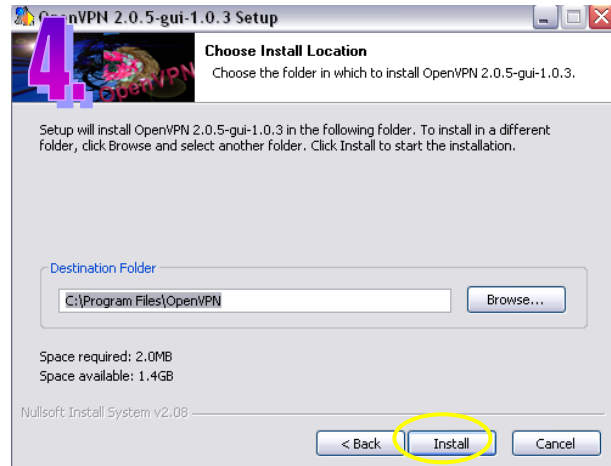 OpenVPN 2.0.5-gui-1.0.3 Setup
4.
OpenVPN
Choose Install Location
Choose the folder in which to install OpenVPN 2.0.5-gui-1.0.3.
Setup will install OpenVPN 2.0.5-gui-1.0.3 in the following folder. To install in a different
folder, click Browse and select another folder. Click Install to start the installation.
Destination Folder
C:\Program Files\OpenVPN
Browse...
Space required: 2.0MB
Space available: 1.4GB
Nullsoft Install System v2.08
< Back Install Cancel